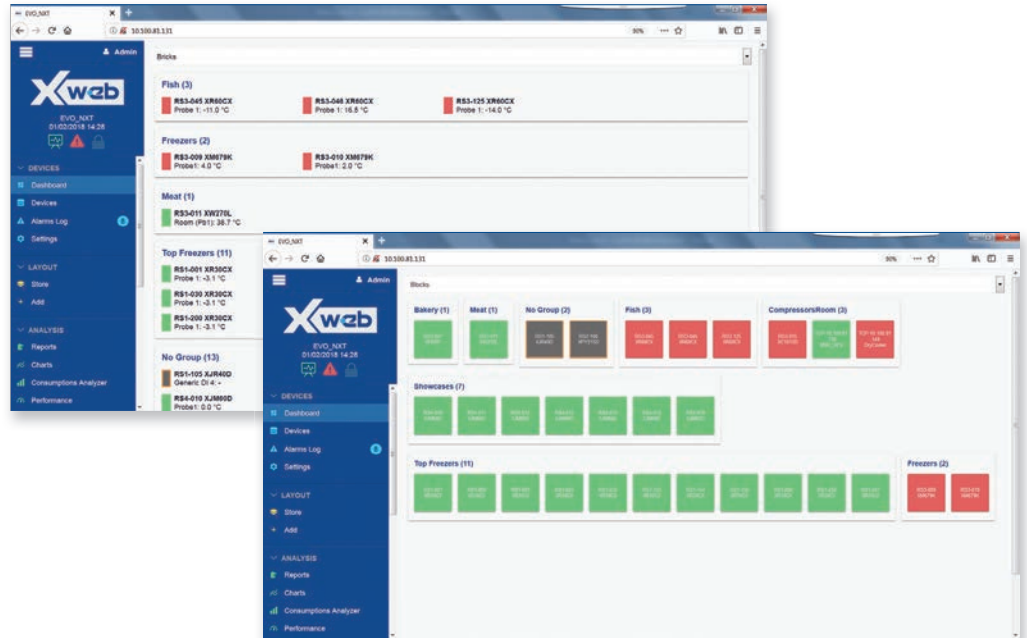 EVO_NXT
10.100.81.131
90%
Admin
Bricks
Xweb
EVO_NXT
01/02/2018 14:26
DEVICES
Dashboard
Devices
Alarms Log
Settings
LAYOUT
Store
Add
ANALYSIS
Reports
Charts
Consumptions Analyzer
Performance
Fish (3)
RS3-045 XR60CX
Probe 1: -11.0 °C
RS3-046 XR60CX
Probe 1: 16.5 °C
RS3-125 XR60CX
Probe 1: -14.0 °C
Freezers (2)
RS3-009 XM679K
Probe1: 4.0 °C
RS3-010 XM679K
Probe1: 2.0 °C
Meat (1)
RS3-011 XW270L
Room (Pb1): 36.7 °C
Top Freezers (11)
RS1-001 XR30CX
Probe 1: -3.1 °C
RS1-030 XR30CX
Probe 1: -3.1 °C
RS1-200 XR30CX
Probe 1: -3.1 °C
No Group (13)
RS1-105 XJR40D
Generic DI 4: -
RS4-010 XJM60D
Probe1: 0.0 °C
EVO_NXT
10.100.81.131
90%
Admin
Blocks
Xweb
EVO_NXT
01/02/2018 14:26
DEVICES
Dashboard
Devices
Alarms Log
Settings
LAYOUT
Store
Add
ANALYSIS
Reports
Charts
Consumptions Analyzer
Performance
Bakery (1)
Meat (1)
No Group (2)
Fish (3)
CompressorsRoom (3)
Showcases (7)
Top Freezers (11)
Freezers (2)